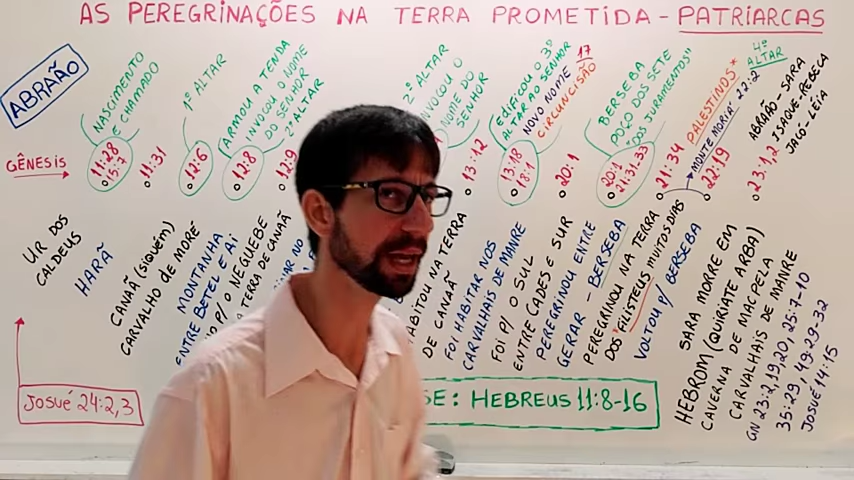 AS PEREGRINAÇÕES NA TERRA PROMETIDA - PATRIARCAS
ABRAÃO
GÊNESIS
NASCIMENTO
E CHAMADO
11:28
15:7
UR DOS
CALDEUS
11:31
HARÃ
1º ALTAR
12:6
CANAÃ (SIQUÉM)
CARVALHO DE MORÉ
ARMOU A TENDA
INVOCOU O NOME
DO SENHOR
2º ALTAR
12:8
MONTANHA
ENTRE BETEL E AI
12:9
P/ O NEGUEBE
A TERRA DE CANAÃ
2º ALTAR
INVOCOU O
NOME DO
SENHOR
13:12
HABITOU NA TERRA
DE CANAÃ
EDIFICOU O 3º
ALTAR AO SENHOR
NOVO NOME 17
CIRCUNCISÃO
13:18
18:1
FOI HABITAR NOS
CARVALHAIS DE MANRE
20:1
FOI P/ O SUL
ENTRE CADES E SUR
BERSEBA
POÇO DOS SETE
"DOS JURAMENTOS"
20:1
21:31,33
PEREGRINOU ENTRE
GERAR - BERSEBA
21:34
PALESTINOS*
PEREGRINOU NA TERRA
DOS "FILISTEUS" MUITOS DIAS
"MONTE MORIÁ" 22:2
22:19
VOLTOU P/ BERSEBA
4º
ALTAR
23:1,2
ABRAÃO - SARA
ISAQUE - REBECA
JACÓ - LÉIA
SARA MORRE EM
HEBROM (QUIRIATE ARBA)
CAVERNA DE MACPELA
CARVALHAIS DE MANRE
GN 23:2,19,20, 25:7-10
35:29, 49:29-32
JOSUÉ 14:15
JOSUÉ 24:2,3
SE: HEBREUS 11:8-16